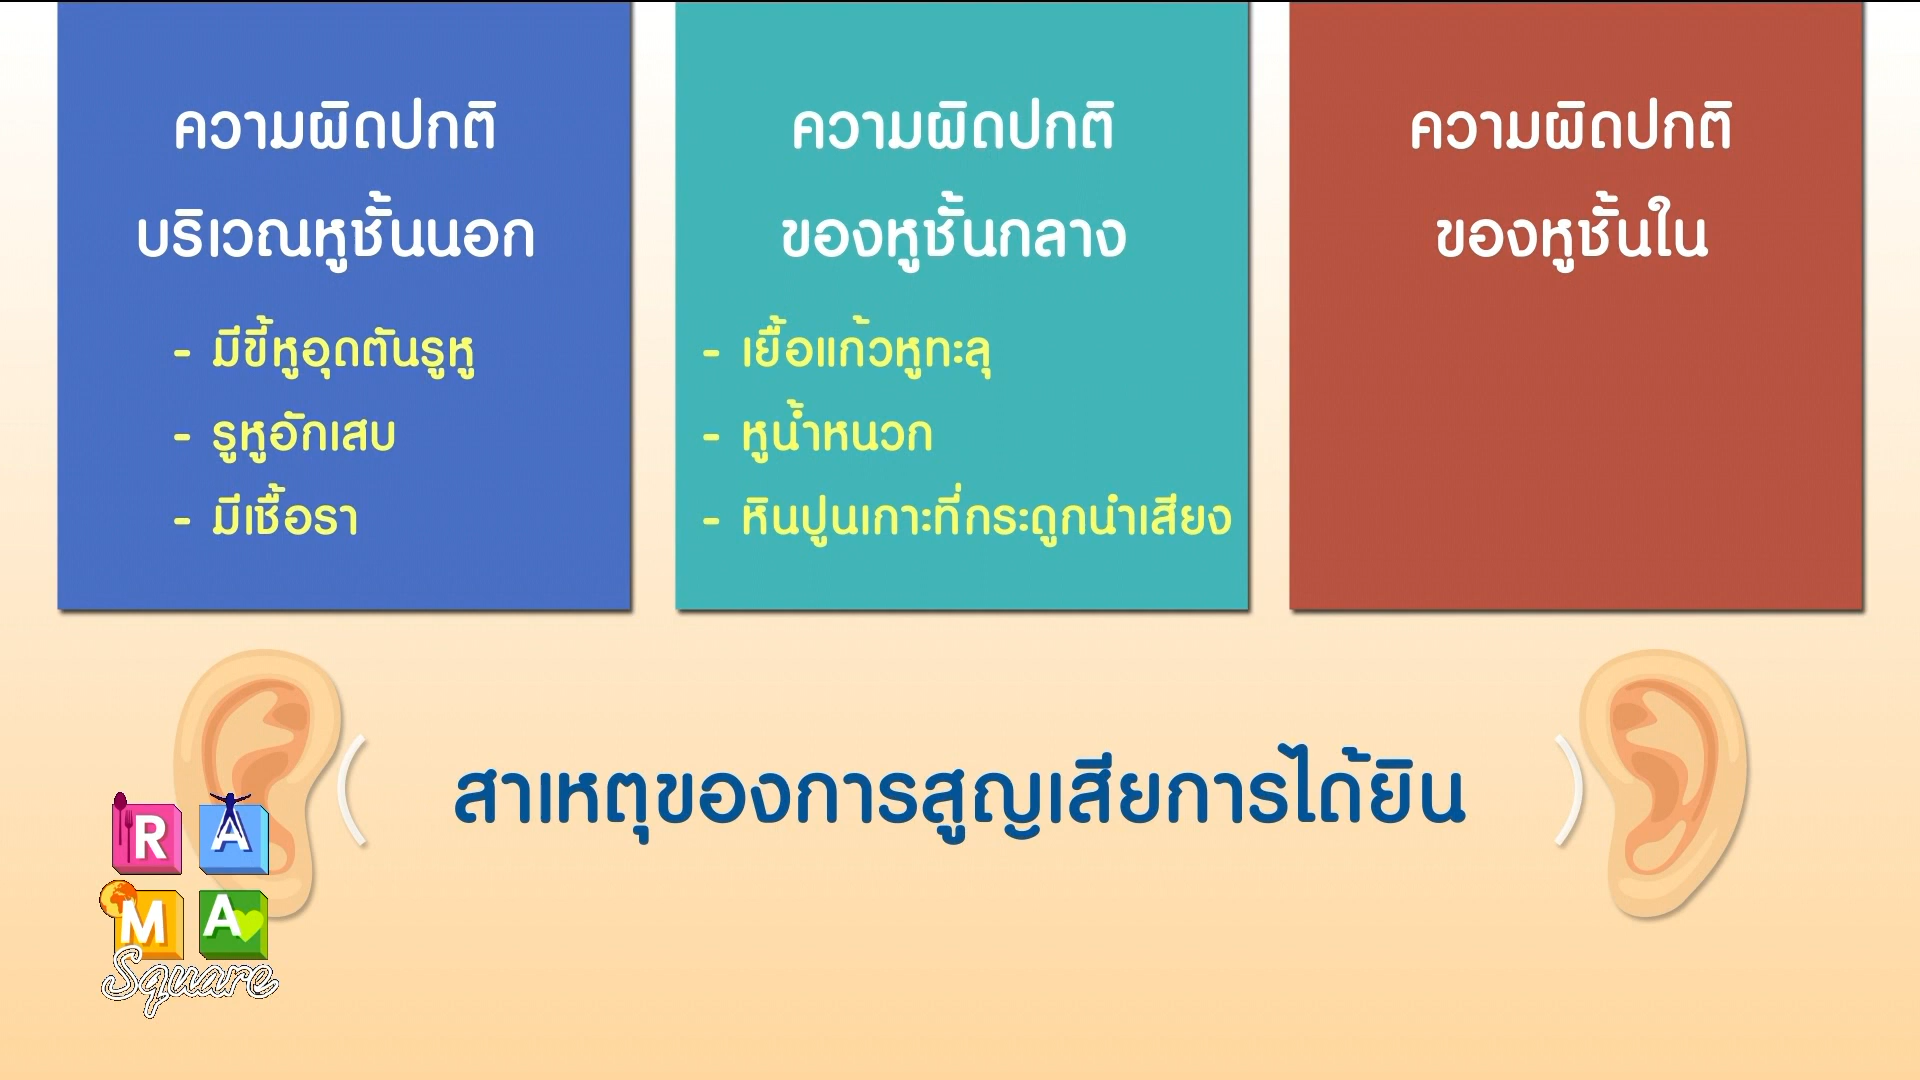 ความผิดปกติ
บริเวณหูชั้นนอก
- มีขี้หูอุดตันรูหู
- รูหูอักเสบ
- มีเชื้อรา
ความผิดปกติ
ของหูชั้นกลาง
- เยื้อแก้วหูทะลุ
- หูน้ำหนวก
- หินปูนเกาะที่กระดูกนำเสียง
ความผิดปกติ
ของหูชั้นใน
สาเหตุของการสูญเสียการได้ยิน
RA
MA
Square